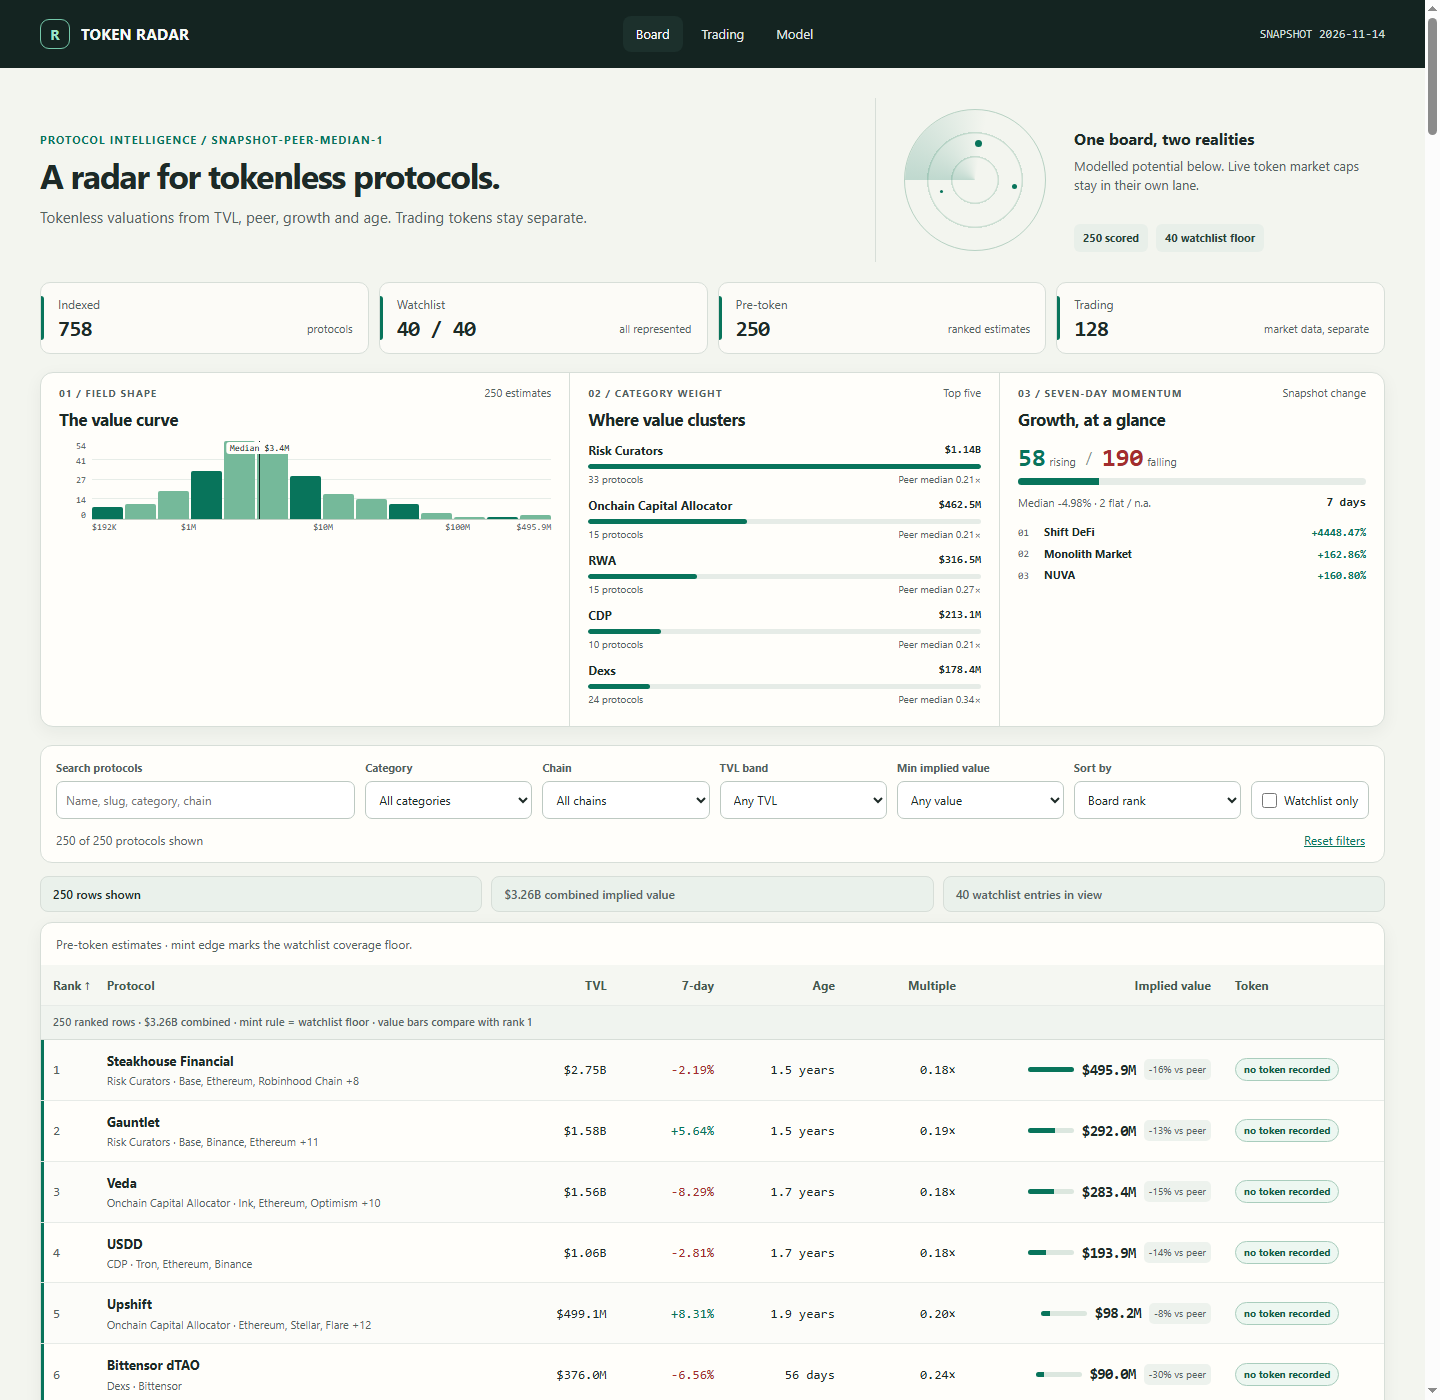 R TOKEN RADAR
Board Trading Model
SNAPSHOT 2026-11-14
PROTOCOL INTELLIGENCE / SNAPSHOT-PEER-MEDIAN-1
A radar for tokenless protocols.
Tokenless valuations from TVL, peer, growth and age. Trading tokens stay separate.
One board, two realities
Modelled potential below. Live token market caps
stay in their own lane.
250 scored 40 watchlist floor
Indexed
758 protocols
Watchlist
40 / 40 all represented
Pre-token
250 ranked estimates
Trading
128 market data, separate
01 / FIELD SHAPE 250 estimates
The value curve
Median $3.4M
54
41
27
14
0
$192K $1M $10M $100M $495.9M
02 / CATEGORY WEIGHT Top five
Where value clusters
Risk Curators $1.14B
33 protocols Peer median 0.21×
Onchain Capital Allocator $462.5M
15 protocols Peer median 0.21×
RWA $316.5M
15 protocols Peer median 0.27×
CDP $213.1M
10 protocols Peer median 0.21×
Dexs $178.4M
24 protocols Peer median 0.34×
03 / SEVEN-DAY MOMENTUM Snapshot change
Growth, at a glance
58 rising / 190 falling
Median -4.98% · 2 flat / n.a. 7 days
01 Shift DeFi +4448.47%
02 Monolith Market +162.86%
03 NUVA +160.80%
Search protocols Category Chain TVL band Min implied value Sort by
Name, slug, category, chain All categories All chains Any TVL Any value Board rank Watchlist only
250 of 250 protocols shown Reset filters
250 rows shown $3.26B combined implied value 40 watchlist entries in view
Pre-token estimates · mint edge marks the watchlist coverage floor.
Rank ↑ Protocol TVL 7-day Age Multiple Implied value Token
250 ranked rows · $3.26B combined · mint rule = watchlist floor · value bars compare with rank 1
1 Steakhouse Financial $2.75B -2.19% 1.5 years 0.18× $495.9M -16% vs peer no token recorded
Risk Curators · Base, Ethereum, Robinhood Chain +8
2 Gauntlet $1.58B +5.64% 1.5 years 0.19× $292.0M -13% vs peer no token recorded
Risk Curators · Base, Binance, Ethereum +11
3 Veda $1.56B -8.29% 1.7 years 0.18× $283.4M -15% vs peer no token recorded
Onchain Capital Allocator · Ink, Ethereum, Optimism +10
4 USDD $1.06B -2.81% 1.7 years 0.18× $193.9M -14% vs peer no token recorded
CDP · Tron, Ethereum, Binance
5 Upshift $499.1M +8.31% 1.9 years 0.20× $98.2M -8% vs peer no token recorded
Onchain Capital Allocator · Ethereum, Stellar, Flare +12
6 Bittensor dTAO $376.0M -6.56% 56 days 0.24× $90.0M -30% vs peer no token recorded
Dexs · Bittensor